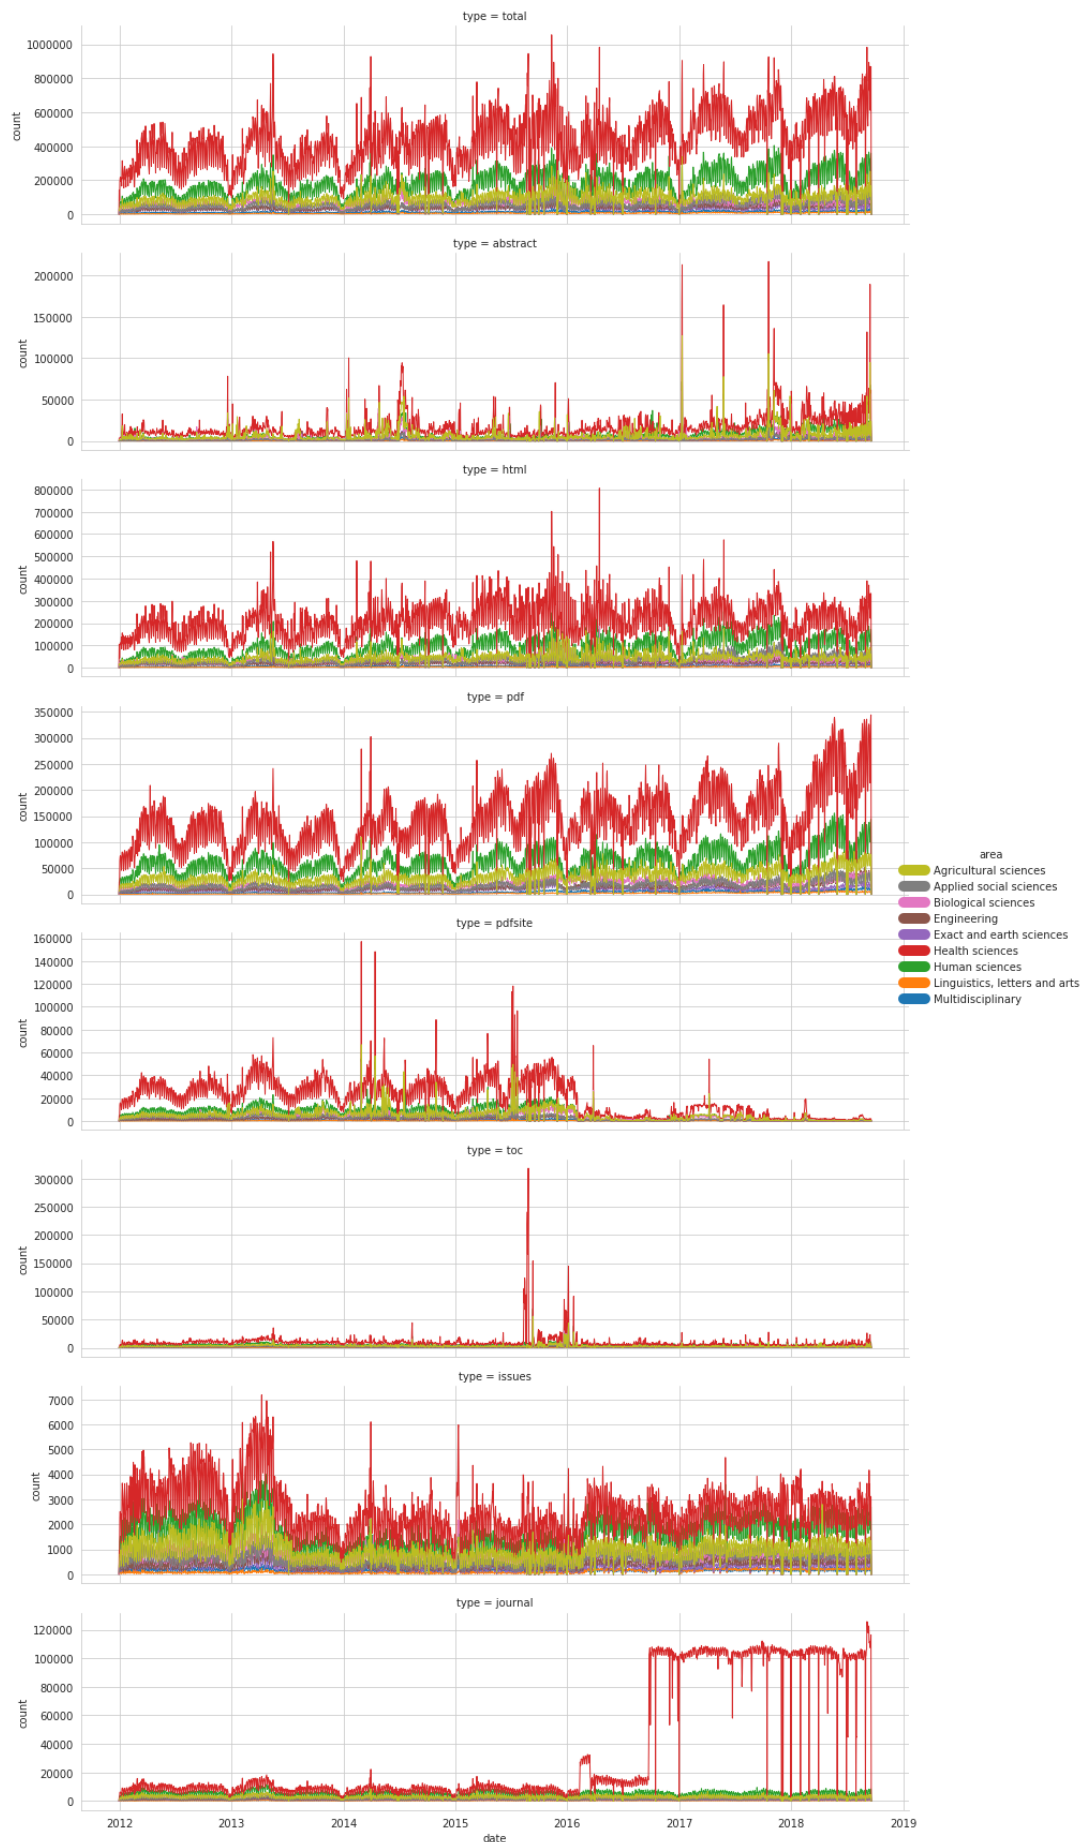 type = total
1000000
800000
600000
400000
200000
0
count
type = abstract
200000
150000
100000
50000
0
count
type = html
800000
700000
600000
500000
400000
300000
200000
100000
0
count
type = pdf
350000
300000
250000
200000
150000
100000
50000
0
count
area
Agricultural sciences
Applied social sciences
Biological sciences
Engineering
Exact and earth sciences
Health sciences
Human sciences
Linguistics, letters and arts
Multidisciplinary
type = pdfsite
160000
140000
120000
100000
80000
60000
40000
20000
0
count
type = toc
300000
250000
200000
150000
100000
50000
0
count
type = issues
7000
6000
5000
4000
3000
2000
1000
0
count
type = journal
120000
100000
80000
60000
40000
20000
0
count
2012 2013 2014 2015 2016 2017 2018 2019
date